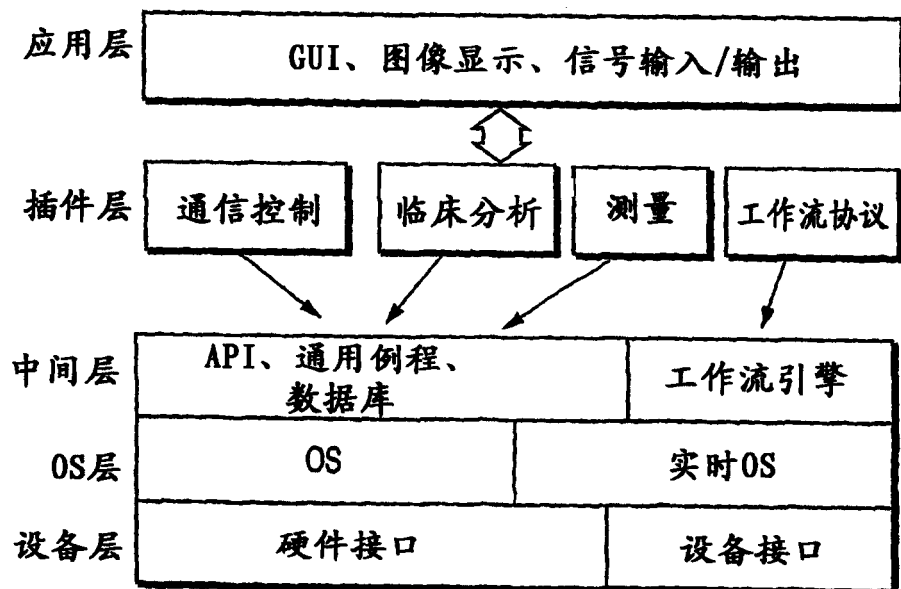 应用层
GUI、图像显示、信号输入/输出
插件层
通信控制
临床分析
测量
工作流协议
中间层
API、通用例程、
数据库
工作流引擎
OS层
OS
实时OS
设备层
硬件接口
设备接口